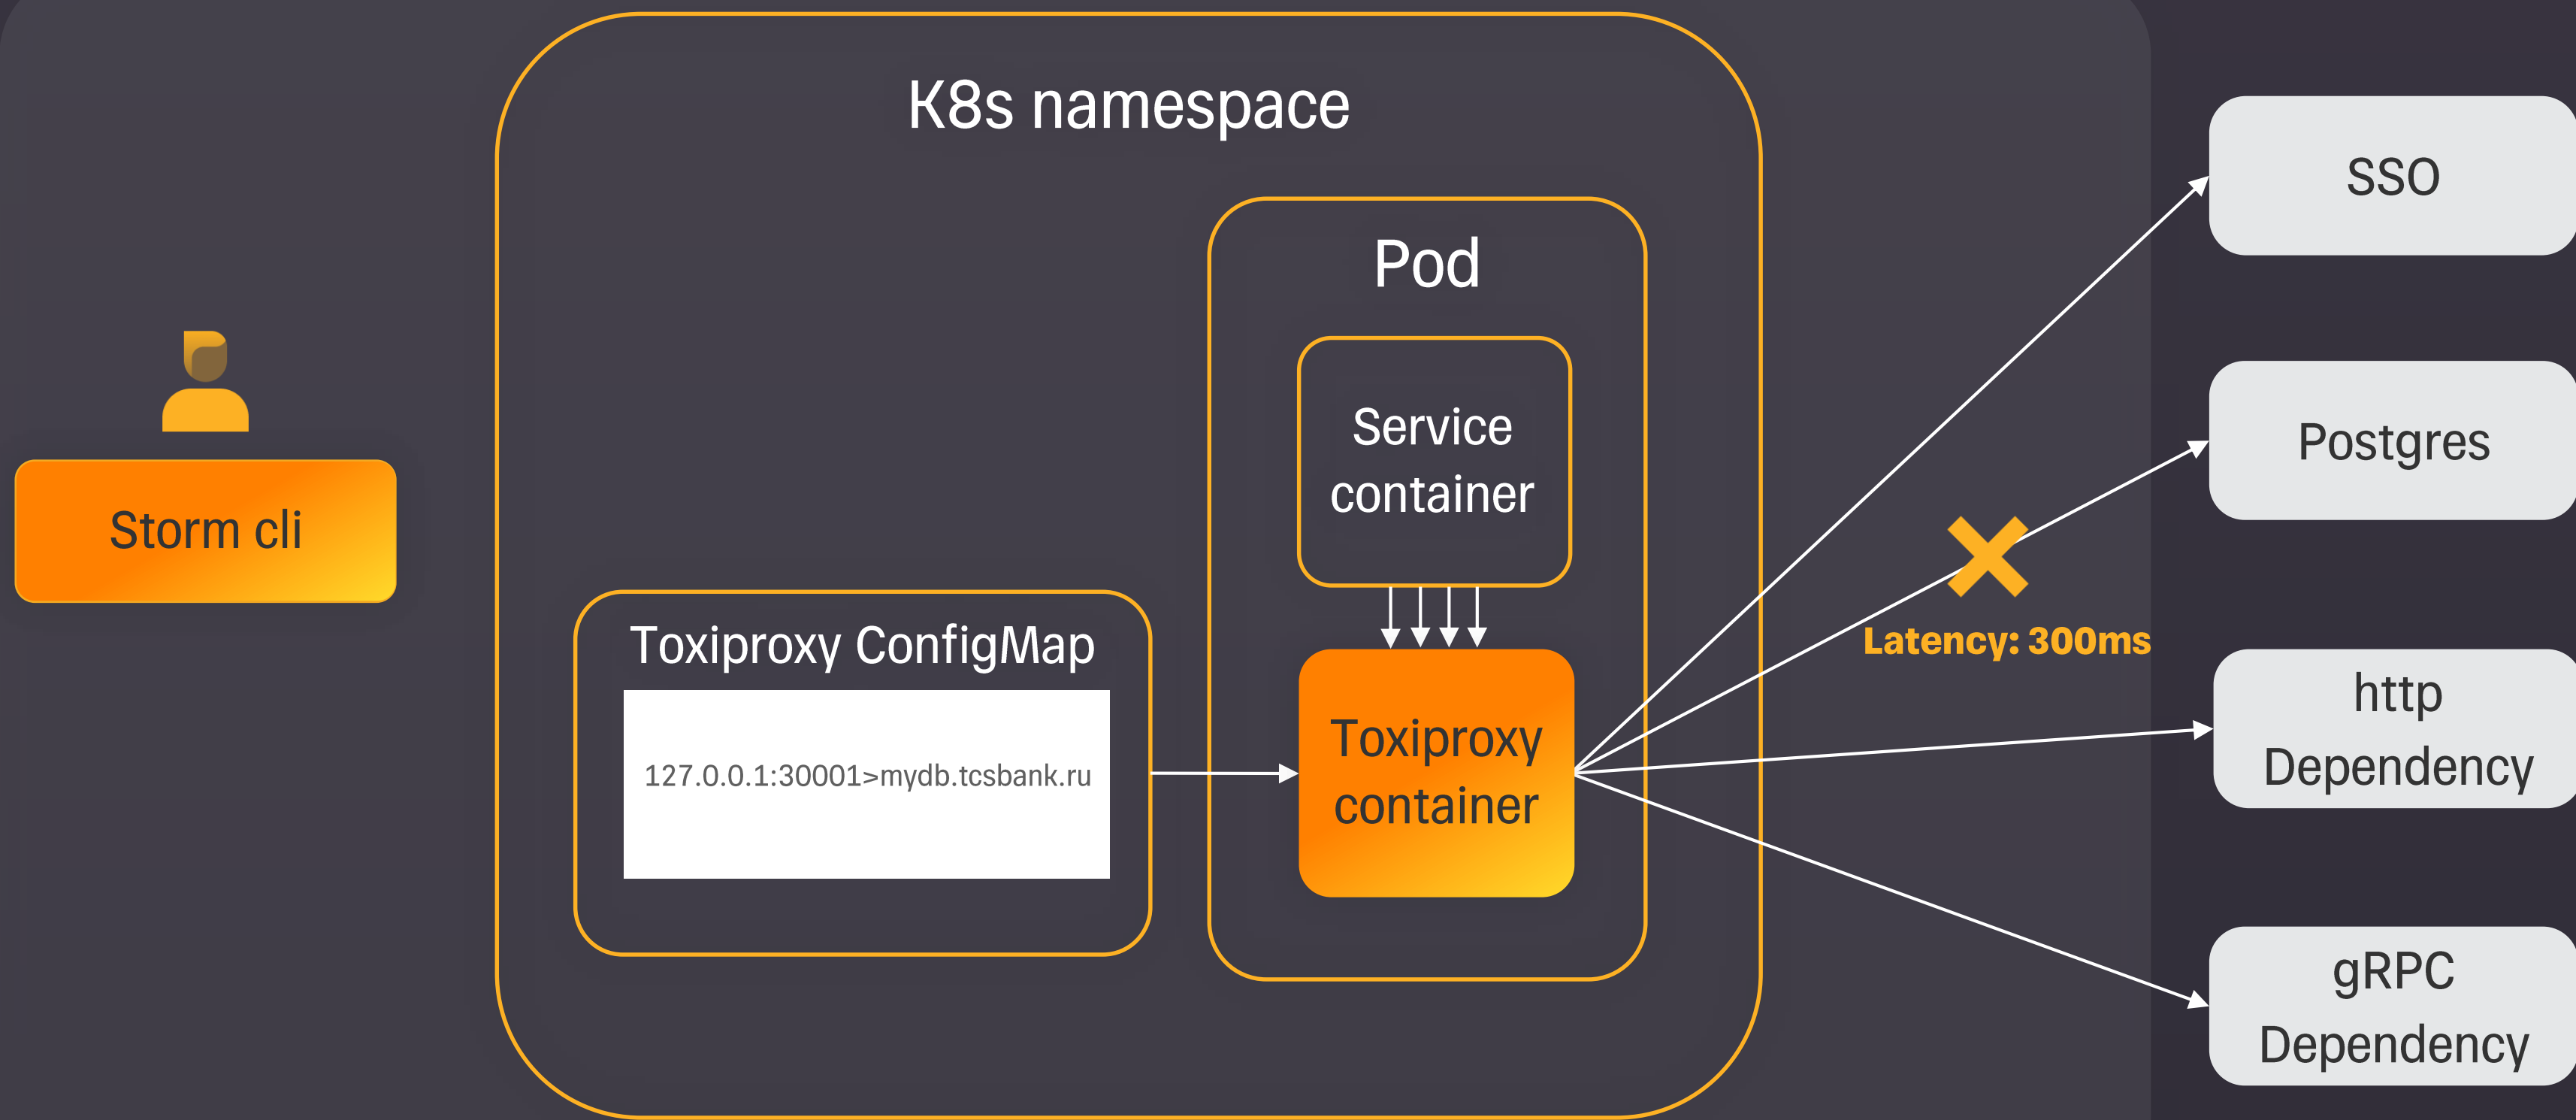 K8s namespace
Pod
Service
container
Storm cli
Toxiproxy ConfigMap
127.0.0.1:30001>mydb.tcsbank.ru
Toxiproxy
container
Latency: 300ms
SSO
Postgres
http
Dependency
gRPC
Dependency